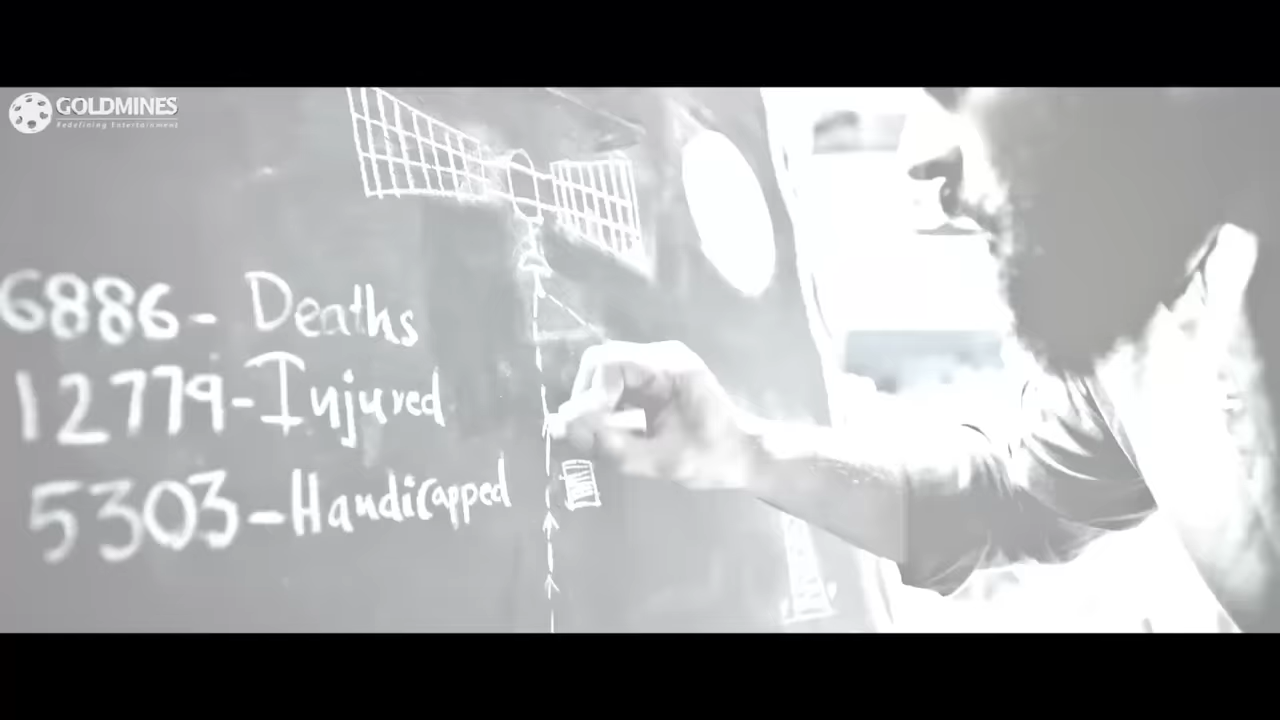 GOLDMINES
Redefining Entertainment
6886- Deaths
12779-Injured
5303-Handicapped